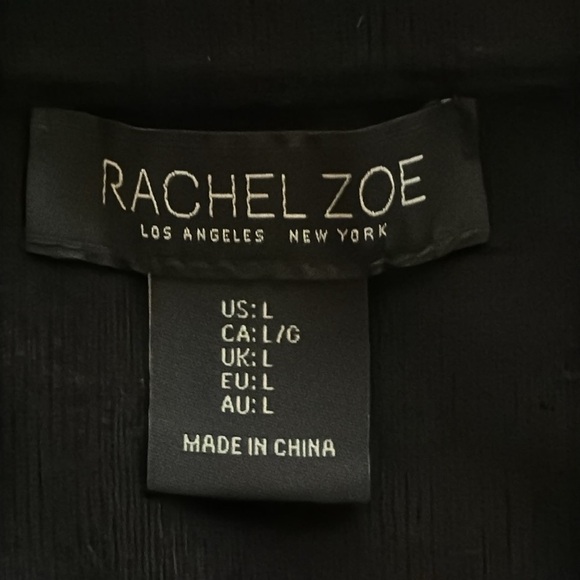 RACHEL ZOE
LOS ANGELES NEW YORK
US: L
CA: L/G
UK: L
EU: L
AU: L
MADE IN CHINA